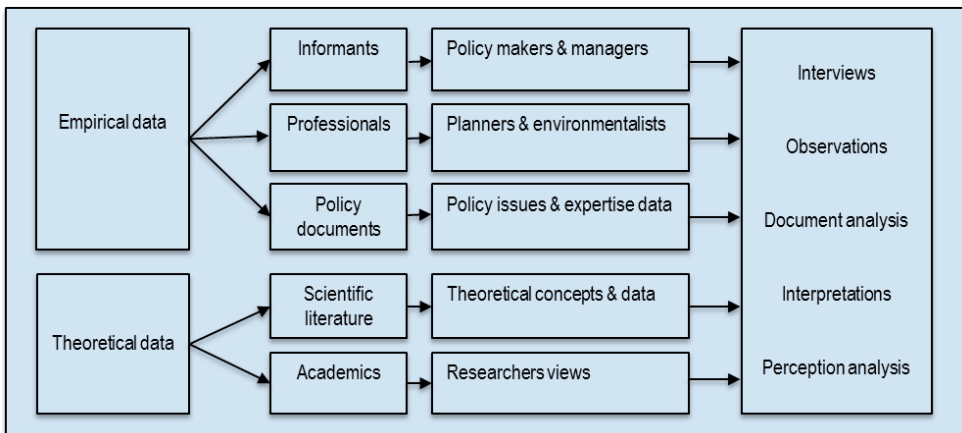 Empirical data
Informants
Professionals
Policy
documents
Policy makers & managers
Planners & environmentalists
Policy issues & expertise data
Theoretical data
Scientific
literature
Academics
Theoretical concepts & data
Researchers views
Interviews
Observations
Document analysis
Interpretations
Perception analysis